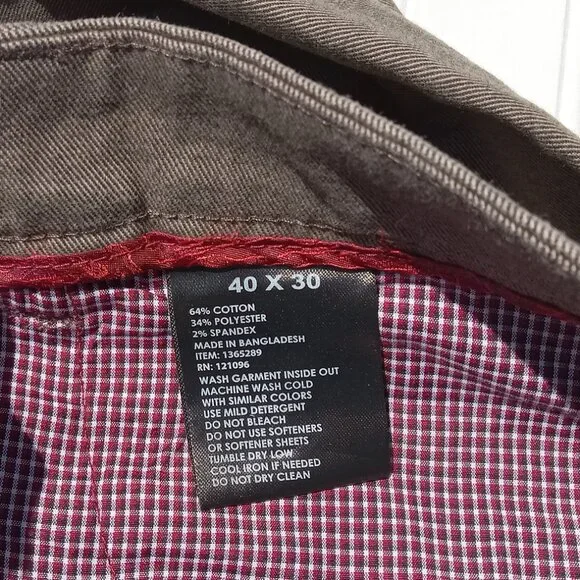 40 X 30
64% COTTON
34% POLYESTER
2% SPANDEX
MADE IN BANGLADESH
ITEM: 1365289
RN: 121096
WASH GARMENT INSIDE OUT
MACHINE WASH COLD
WITH SIMILAR COLORS
USE MILD DETERGENT
DO NOT BLEACH
DO NOT USE SOFTENERS
OR SOFTENER SHEETS
TUMBLE DRY LOW
COOL IRON IF NEEDED
DO NOT DRY CLEAN